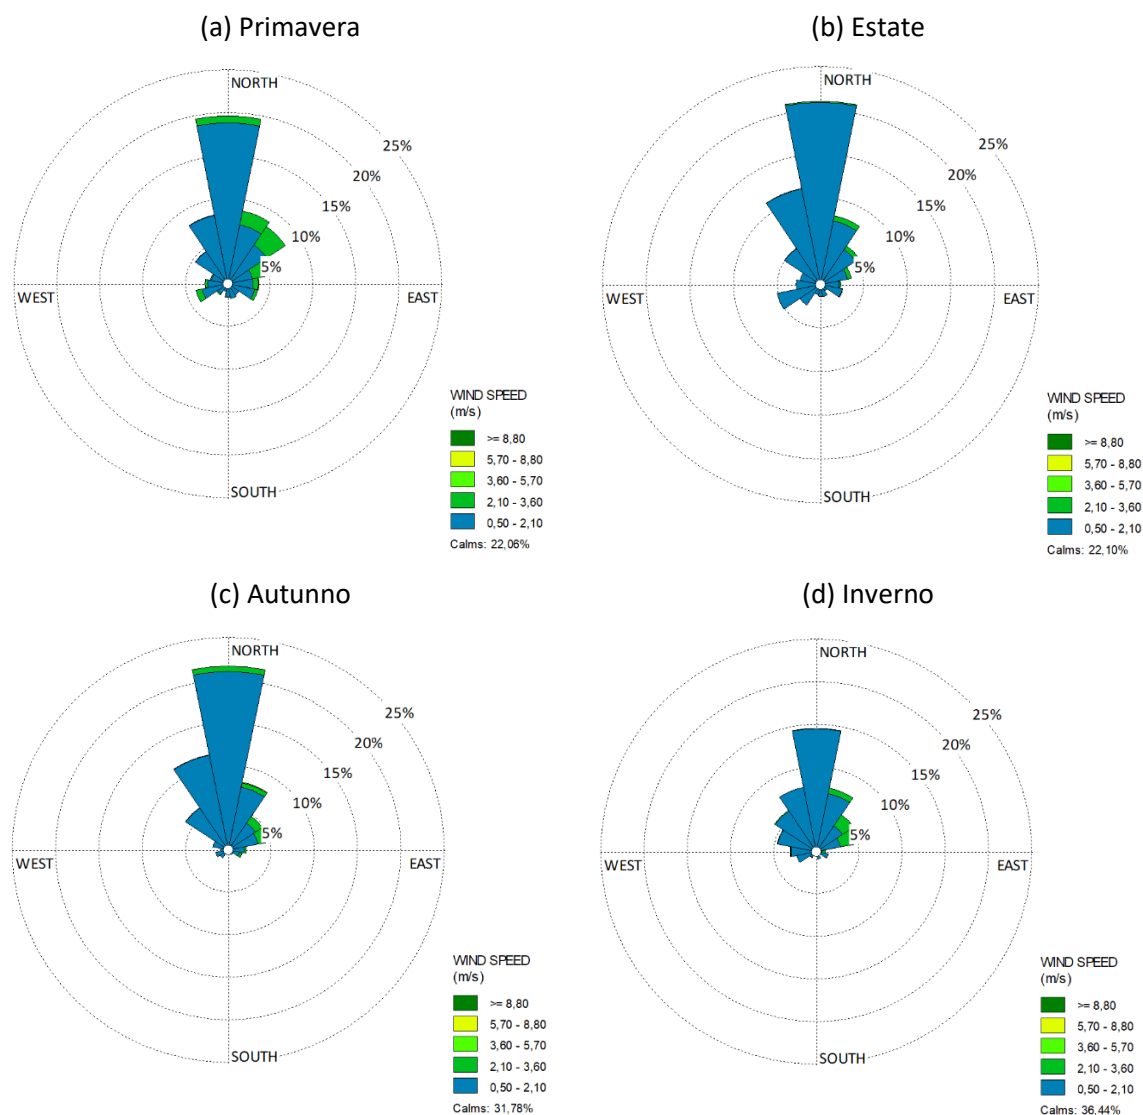 (a) Primavera
NORTH
25%
20%
15%
10%
5%
WEST
EAST
SOUTH
WIND SPEED
(m/s)
>= 8,80
5,70 - 8,80
3,60 - 5,70
2,10 - 3,60
0,50 - 2,10
Calms: 22,06%
(b) Estate
NORTH
25%
20%
15%
10%
5%
WEST
EAST
SOUTH
WIND SPEED
(m/s)
>= 8,80
5,70 - 8,80
3,60 - 5,70
2,10 - 3,60
0,50 - 2,10
Calms: 22,10%
(c) Autunno
NORTH
25%
20%
15%
10%
5%
WEST
EAST
SOUTH
WIND SPEED
(m/s)
>= 8,80
5,70 - 8,80
3,60 - 5,70
2,10 - 3,60
0,50 - 2,10
Calms: 31,78%
(d) Inverno
NORTH
25%
20%
15%
10%
5%
WEST
EAST
SOUTH
WIND SPEED
(m/s)
>= 8,80
5,70 - 8,80
3,60 - 5,70
2,10 - 3,60
0,50 - 2,10
Calms: 36,44%